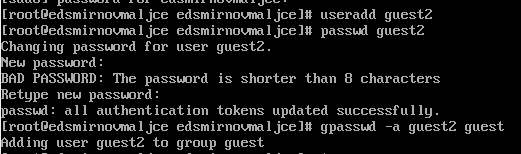 [sudo] password for edsmirnovmaljce:
[root@edsmirnovmaljce edsmirnovmaljce]# useradd guest2
[root@edsmirnovmaljce edsmirnovmaljce]# passwd guest2
Changing password for user guest2.
New password:
BAD PASSWORD: The password is shorter than 8 characters
Retype new password:
passwd: all authentication tokens updated successfully.
[root@edsmirnovmaljce edsmirnovmaljce]# gpasswd -a guest2 guest
Adding user guest2 to group guest